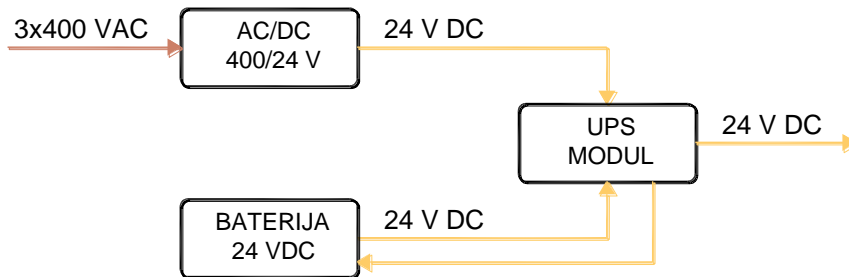 3x400 VAC
AC/DC
400/24 V
24 V DC
UPS
MODUL
24 V DC
BATERIJA
24 VDC
24 V DC